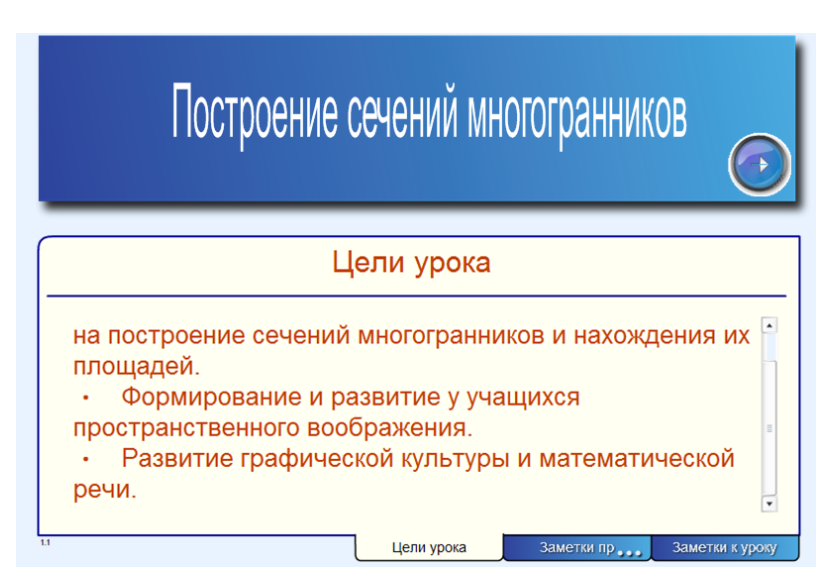 Построение сечений многогранников
Цели урока
на построение сечений многогранников и нахождения их
площадей.
• Формирование и развитие у учащихся
пространственного воображения.
• Развитие графической культуры и математической
речи.
1.1
Цели урока
Заметки пр...
Заметки к уроку